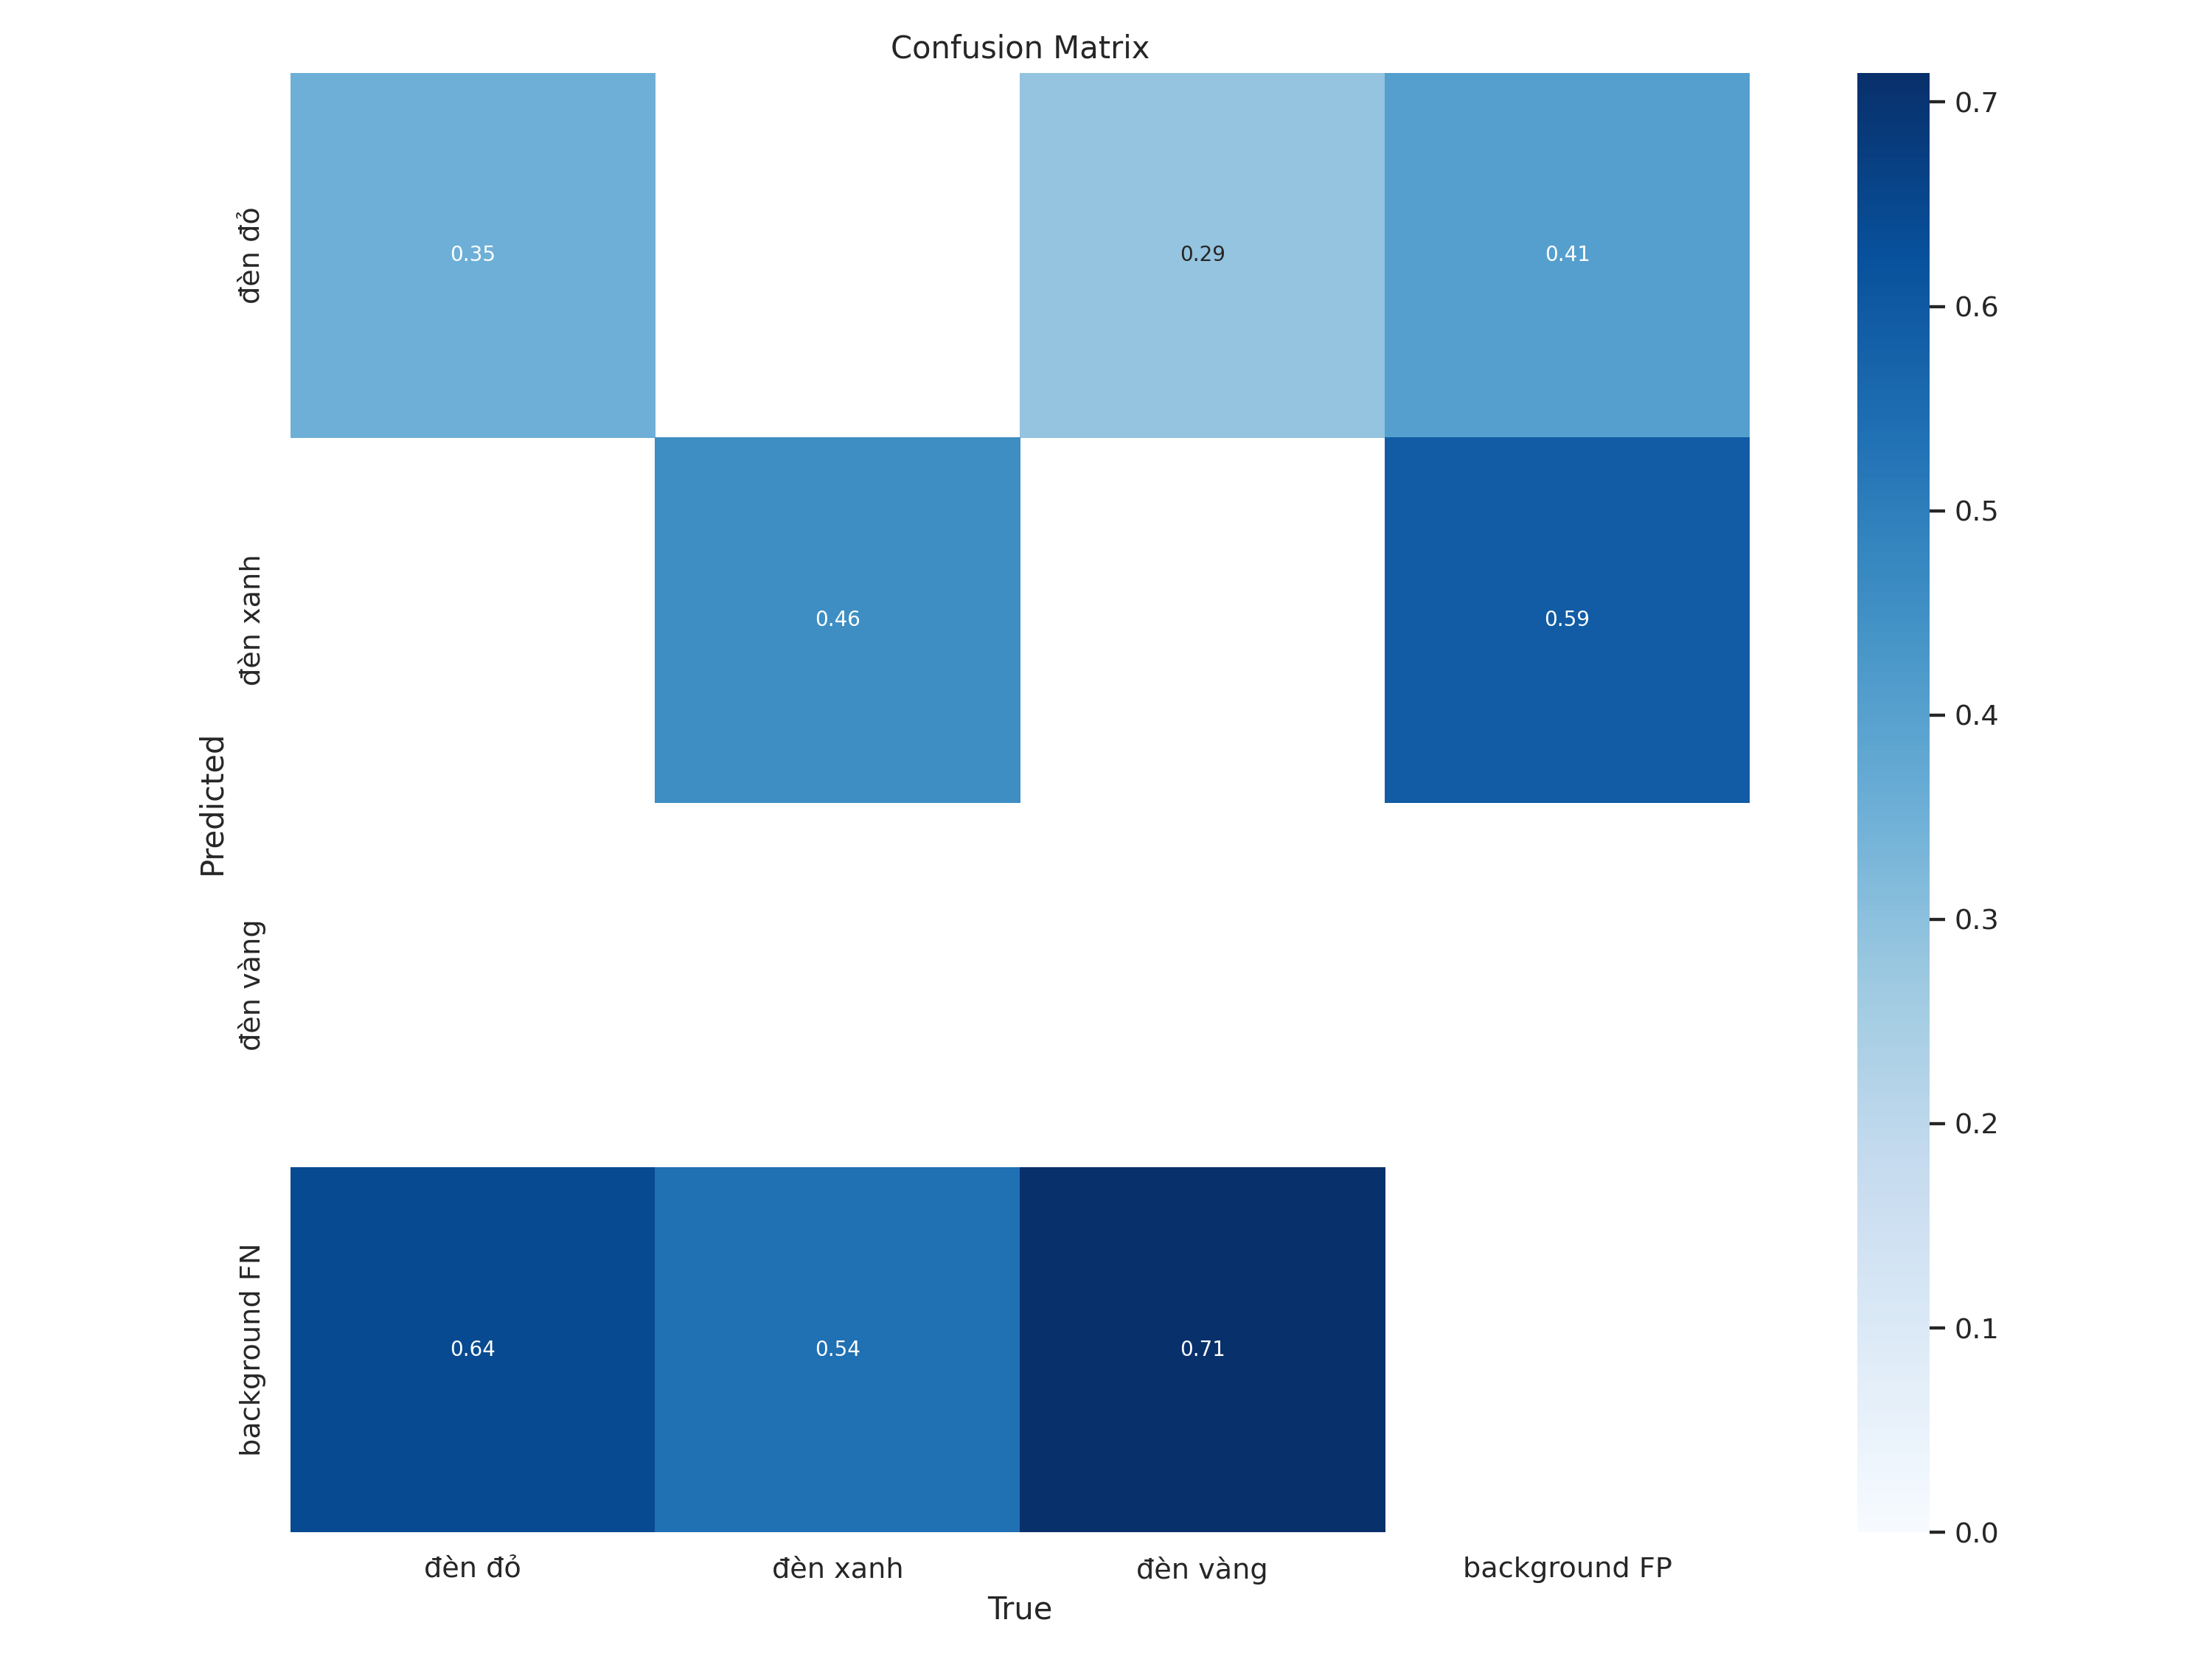 Confusion Matrix
đèn đỏ
0.35
0.29
0.41
đèn xanh
0.46
0.59
Predicted
đèn vàng
background FN
0.64
0.54
0.71
đèn đỏ
đèn xanh
đèn vàng
background FP
True
0.7
0.6
0.5
0.4
0.3
0.2
0.1
0.0